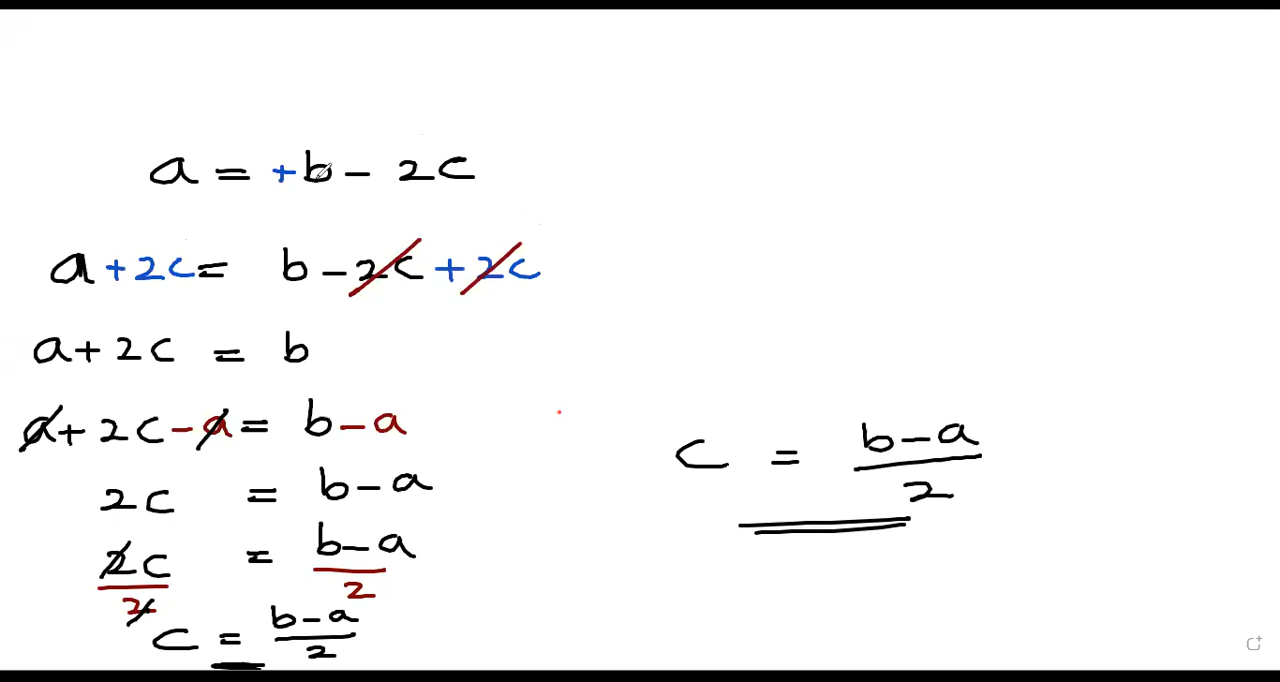 a = +b - 2c
a + 2c = b - 2c + 2c
a + 2c = b
a + 2c - a = b - a
2c = b - a
2c/2 = b-a/2
c = b-a/2
c = b-a/2